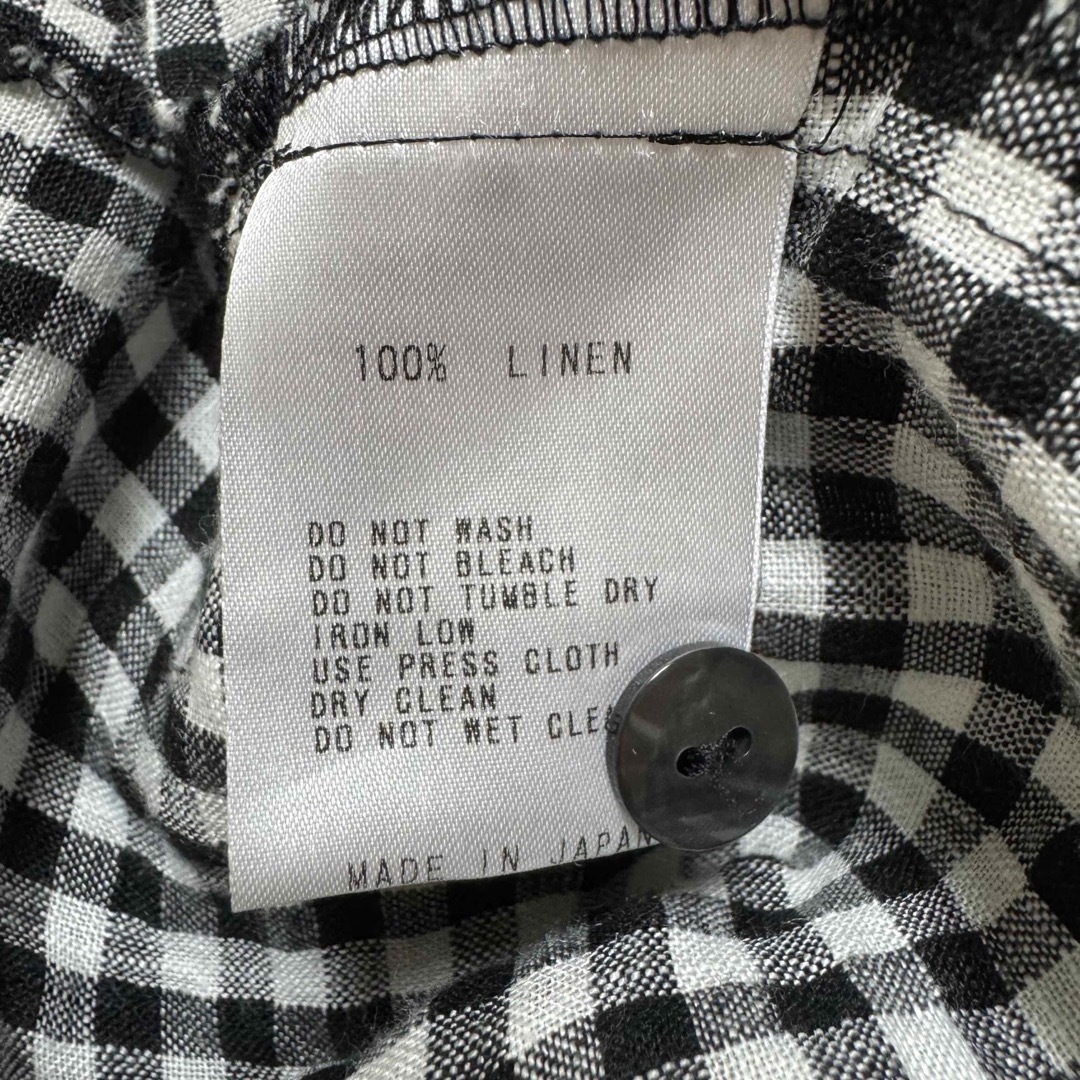 100% LINEN
DO NOT WASH
DO NOT BLEACH
DO NOT TUMBLE DRY
IRON LOW
USE PRESS CLOTH
DRY CLEAN
DO NOT WET
MADE IN JAPAN